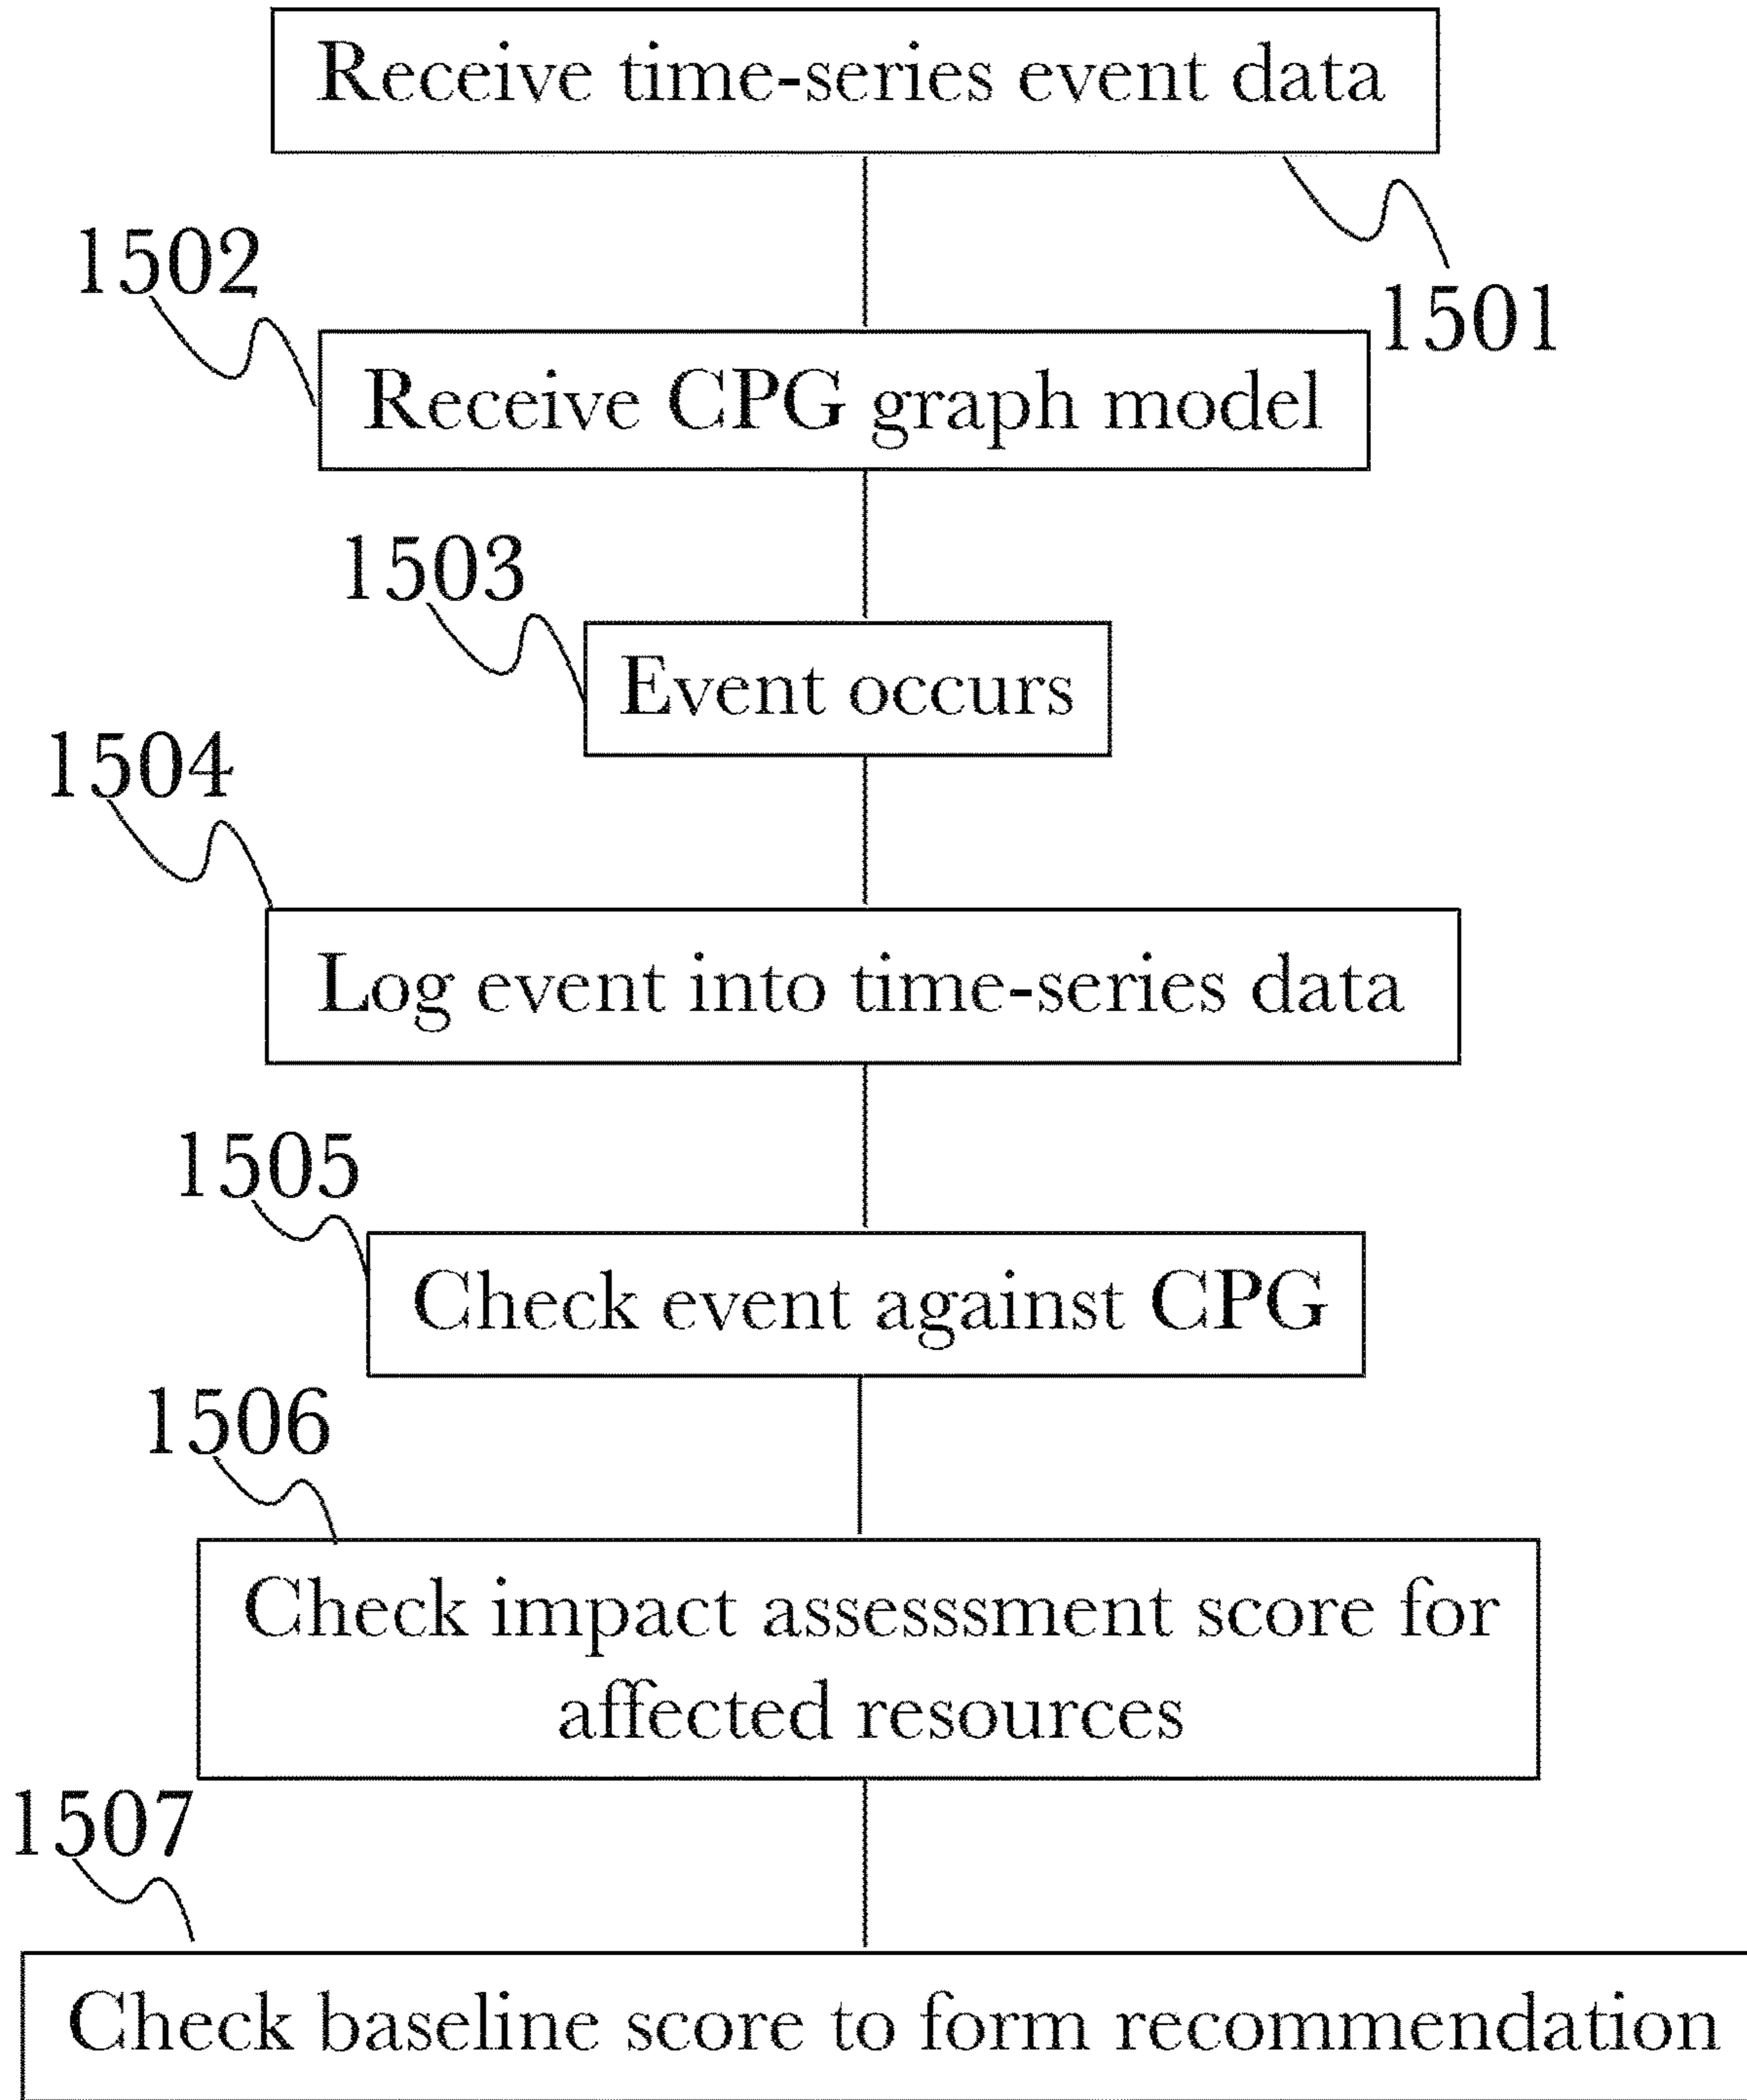 Receive time-series event data
1501
1502
Receive CPG graph model
1503
Event occurs
1504
Log event into time-series data
1505
Check event against CPG
1506
Check impact assesssment score for
affected resources
1507
Check baseline score to form recommendation